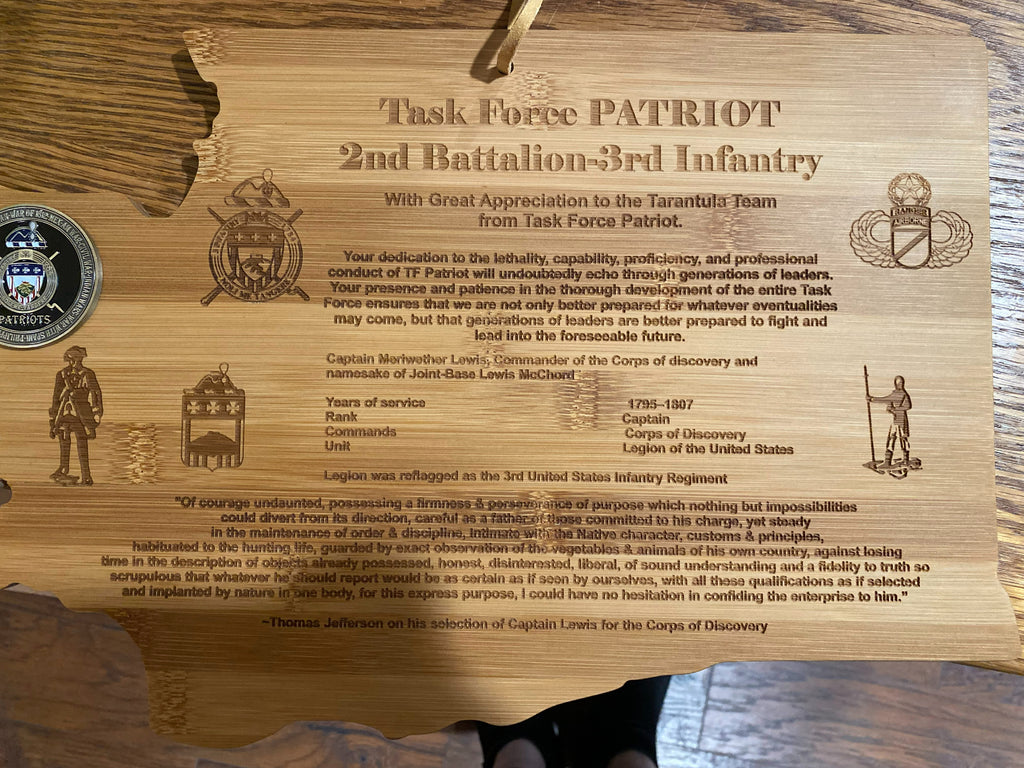 Task Force PATRIOT
2nd Battalion-3rd Infantry
With Great Appreciation to the Tarantula Team
from Task Force Patriot.
RANGER
AIRBORNE
PATRIOTS
Your dedication to the lethality, capability, proficiency, and professional
conduct of TF Patriot will undoubtedly echo through generations of leaders.
Your presence and patience in the thorough development of the entire Task
Force ensures that we are not only better prepared for whatever eventualities
may come, but that generations of leaders are better prepared to fight and
lead into the foreseeable future.
Captain Meriwether Lewis, Commander of the Corps of discovery and
namesake of Joint-Base Lewis McChord
Years of service 1795–1807
Rank Captain
Commands Corps of Discovery
Unit Legion of the United States
Legion was reflagged as the 3rd United States Infantry Regiment
"Of courage undaunted, possessing a firmness & perseverance of purpose which nothing but impossibilities
could divert from its direction, careful as a father of those committed to his charge, yet steady
in the maintenance of order & discipline, intimate with the Native character, customs & principles,
habituated to the hunting life, guarded by exact observation of the vegetables & animals of his own country, against losing
time in the description of objects already possessed, honest, disinterested, liberal, of sound understanding and a fidelity to truth so
scrupulous that whatever he should report would be as certain as if seen by ourselves, with all these qualifications as if selected
and implanted by nature in one body, for this express purpose, I could have no hesitation in confiding the enterprise to him."
~Thomas Jefferson on his selection of Captain Lewis for the Corps of Discovery